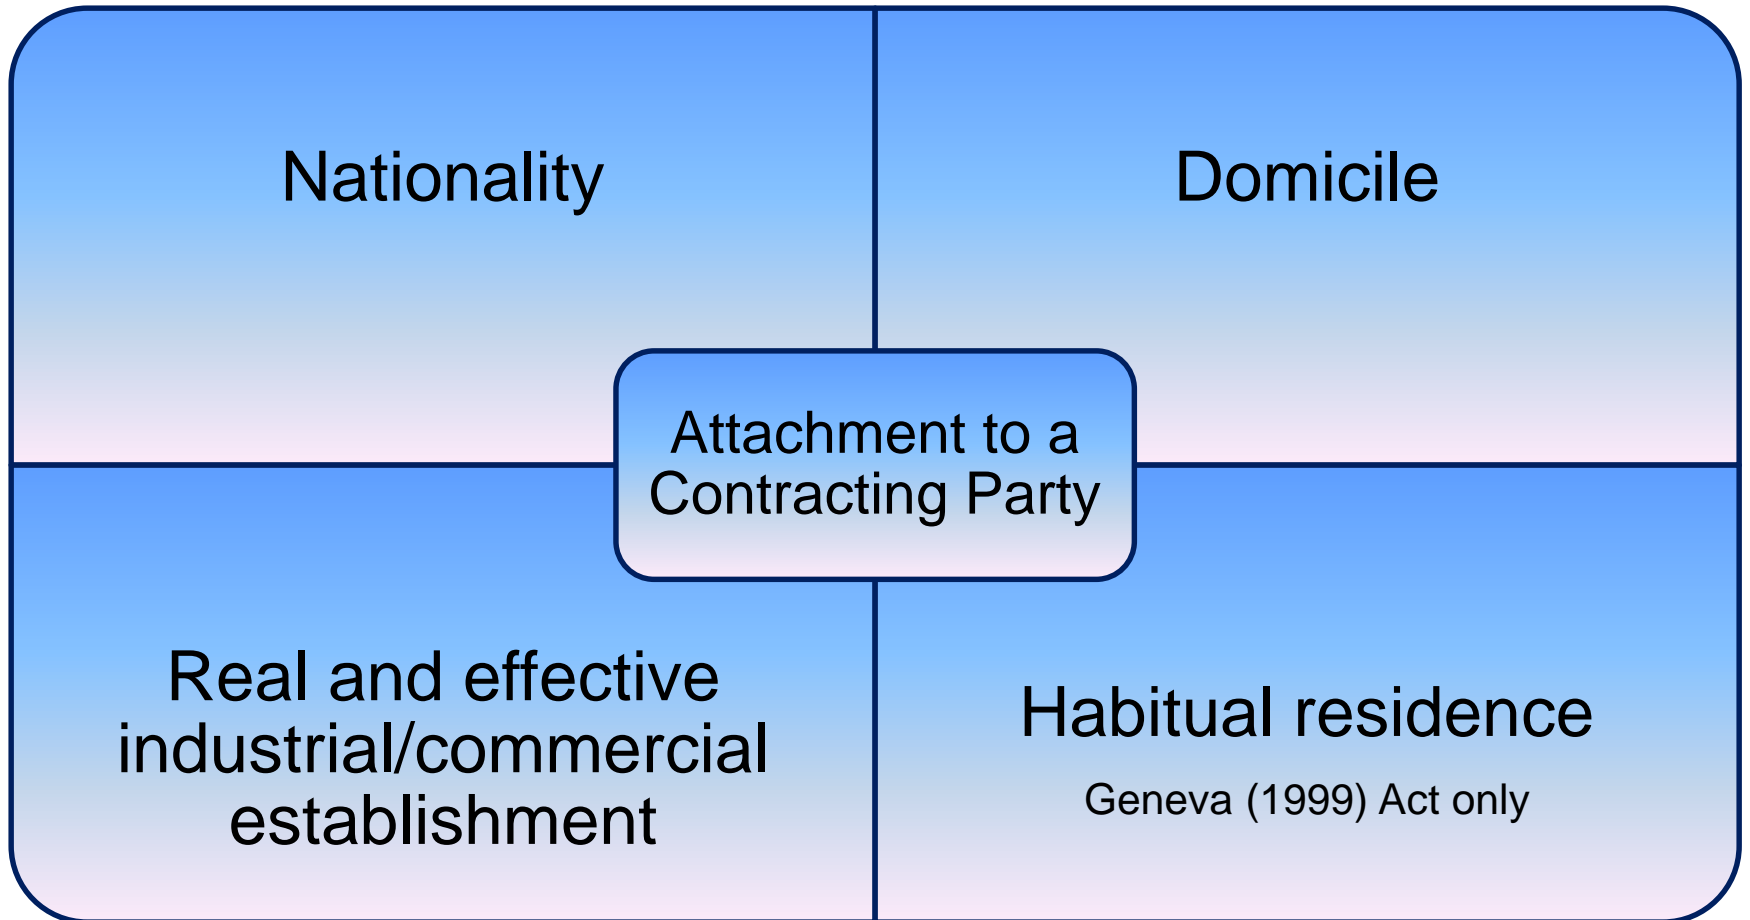 Nationality
Domicile
Attachment to a
Contracting Party
Real and effective
industrial/commercial
establishment
Habitual residence
Geneva (1999) Act only